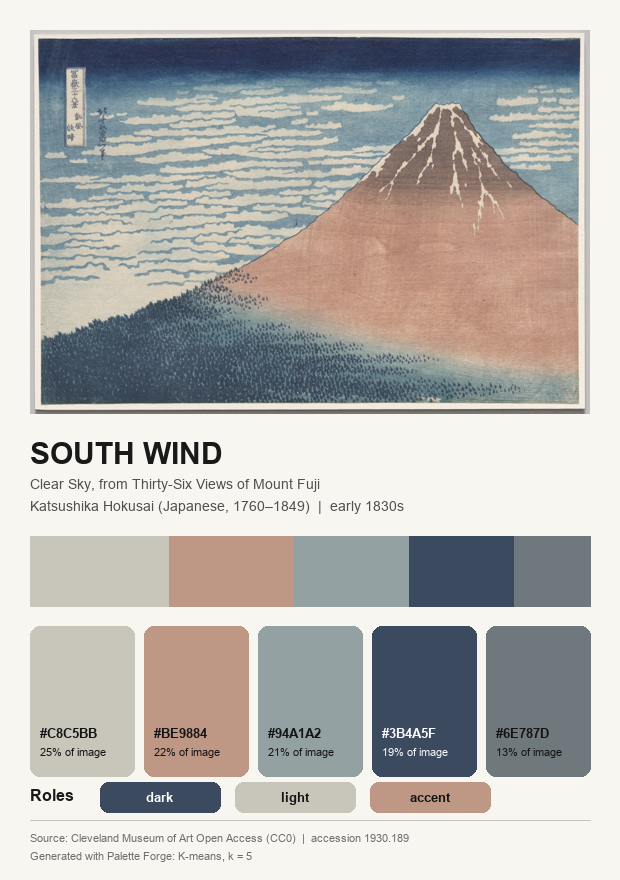 SOUTH WIND
Clear Sky, from Thirty-Six Views of Mount Fuji
Katsushika Hokusai (Japanese, 1760–1849)  |  early 1830s
#C8C5BB
25% of image
#BE9884
22% of image
#94A1A2
21% of image
#3B4A5F
19% of image
#6E787D
13% of image
Roles
dark
light
accent
Source: Cleveland Museum of Art Open Access (CC0)  |  accession 1930.189
Generated with Palette Forge: K-means, k = 5